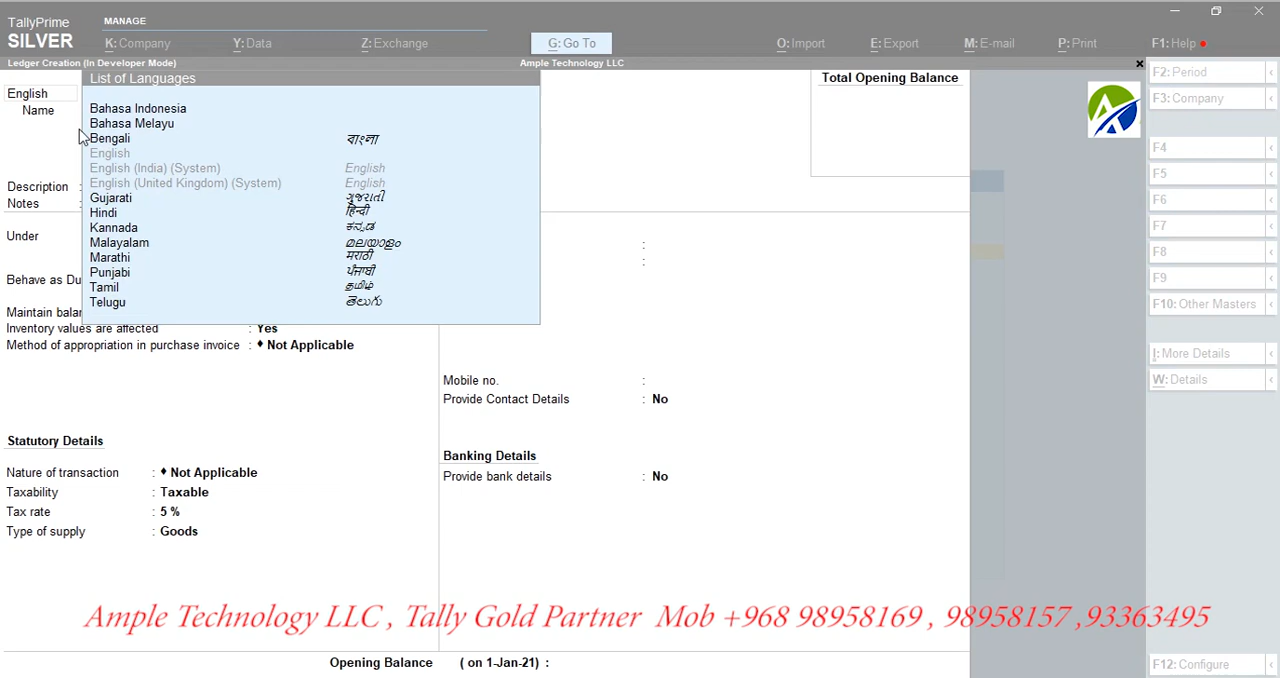 TallyPrime
MANAGE
SILVER
K: Company
Y: Data
Z: Exchange
G: Go To
O: Import
E: Export
M: E-mail
P: Print
F1: Help
Ledger Creation (In Developer Mode)
Ample Technology LLC
List of Languages
English
Name
Bahasa Indonesia
Bahasa Melayu
Bengali বাংলা
English
English (India) (System) English
English (United Kingdom) (System) English
Gujarati ગુજરાતી
Hindi हिन्दी
Kannada ಕನ್ನಡ
Malayalam മലയാളം
Marathi मराठी
Punjabi ਪੰਜਾਬੀ
Tamil தமிழ்
Telugu తెలుగు
Total Opening Balance
Description :
Notes :
Under
:
:
Behave as Du
Maintain balan
Inventory values are affected : Yes
Method of appropriation in purchase invoice : ♦ Not Applicable
Mobile no. :
Provide Contact Details : No
Statutory Details
Nature of transaction : ♦ Not Applicable
Taxability : Taxable
Tax rate : 5 %
Type of supply : Goods
Banking Details
Provide bank details : No
F2: Period
F3: Company
F4
F5
F6
F7
F8
F9
F10: Other Masters
I: More Details
W: Details
Ample Technology LLC , Tally Gold Partner Mob +968 98958169 , 98958157 ,93363495
Opening Balance ( on 1-Jan-21) :
F12: Configure